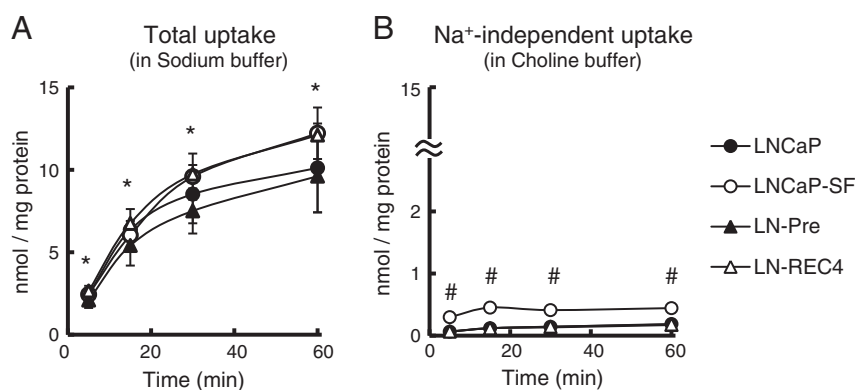 A
Total uptake
(in Sodium buffer)
nmol / mg protein
15
10
5
0
*
*
*
*
0
20
40
60
Time (min)
B
Na⁺-independent uptake
(in Choline buffer)
nmol / mg protein
15
2
1
0
#
#
#
#
0
20
40
60
Time (min)
LNCaP
LNCaP-SF
LN-Pre
LN-REC4